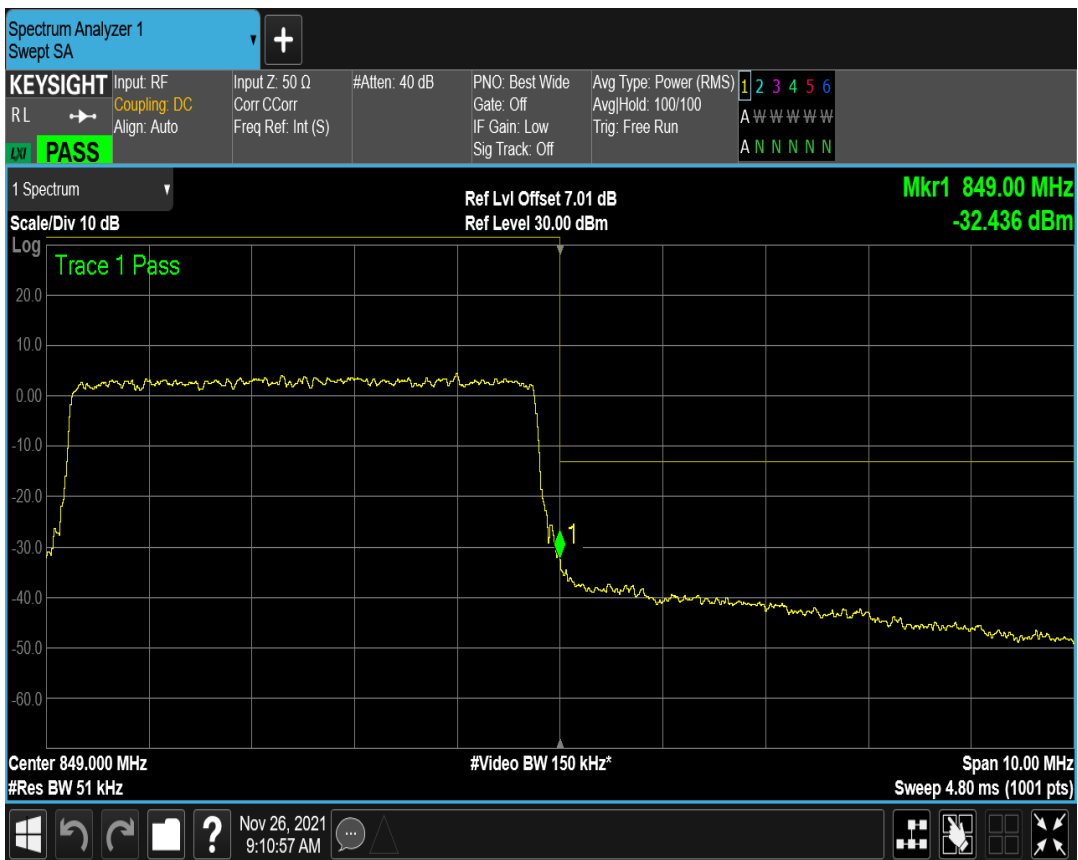 Spectrum Analyzer 1
Swept SA
+
KEYSIGHT
RL
LXI PASS
Input: RF
Coupling: DC
Align: Auto
Input Z: 50 Ω
Corr CCorr
Freq Ref: Int (S)
#Atten: 40 dB
PNO: Best Wide
Gate: Off
IF Gain: Low
Sig Track: Off
Avg Type: Power (RMS)
Avg|Hold: 100/100
Trig: Free Run
1 2 3 4 5 6
A W W W W W
A N N N N N
1 Spectrum
Scale/Div 10 dB
Ref Lvl Offset 7.01 dB
Ref Level 30.00 dBm
Mkr1 849.00 MHz
-32.436 dBm
Log
Trace 1 Pass
20.0
10.0
0.00
-10.0
-20.0
1
-30.0
-40.0
-50.0
-60.0
Center 849.000 MHz
#Res BW 51 kHz
#Video BW 150 kHz*
Span 10.00 MHz
Sweep 4.80 ms (1001 pts)
?
Nov 26, 2021
9:10:57 AM